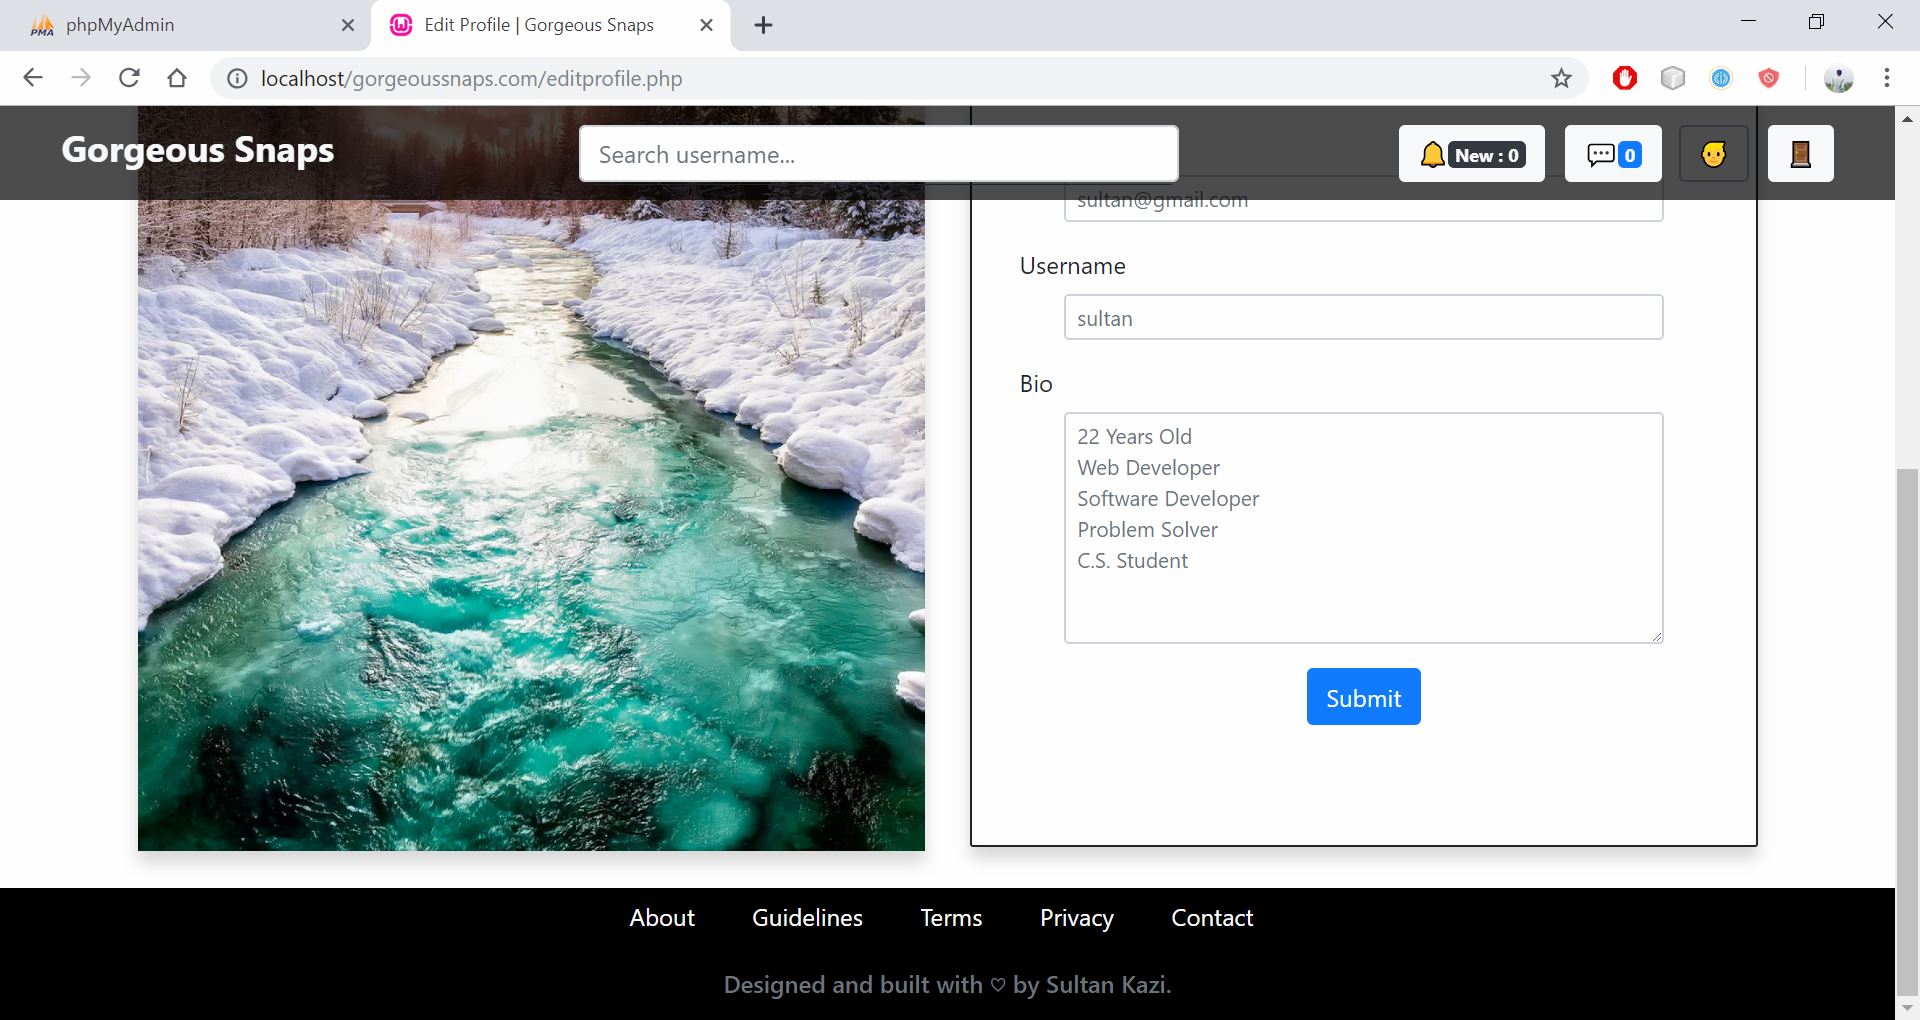 phpMyAdmin
Edit Profile | Gorgeous Snaps
localhost/gorgeoussnaps.com/editprofile.php
Gorgeous Snaps
Search username...
New : 0
0
sultan@gmail.com
Username
sultan
Bio
22 Years Old
Web Developer
Software Developer
Problem Solver
C.S. Student
Submit
About Guidelines Terms Privacy Contact
Designed and built with ♡ by Sultan Kazi.